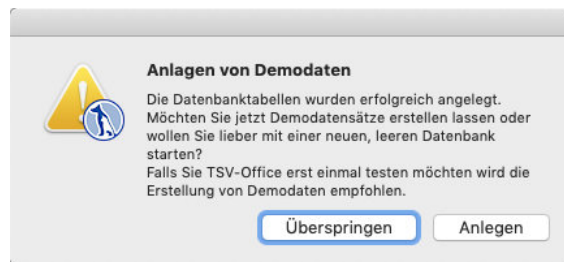 Anlagen von Demodaten
Die Datenbanktabellen wurden erfolgreich angelegt.
Möchten Sie jetzt Demodatensätze erstellen lassen oder
wollen Sie lieber mit einer neuen, leeren Datenbank
starten?
Falls Sie TSV-Office erst einmal testen möchten wird die
Erstellung von Demodaten empfohlen.
Überspringen
Anlegen